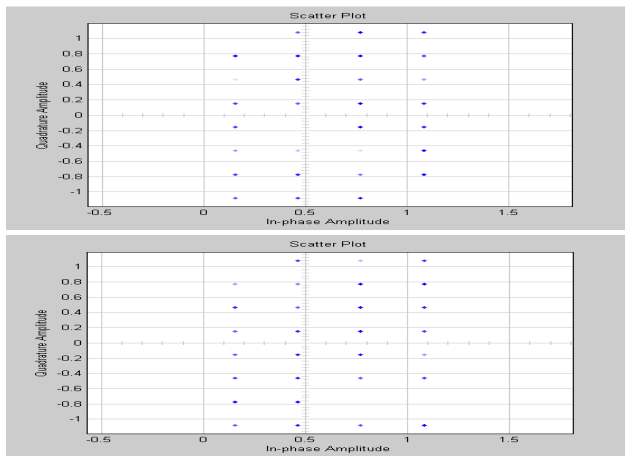 Scatter Plot
1
0.8
0.6
0.4
0.2
0
-0.2
-0.4
-0.6
-0.8
-1
Quadrature Amplitude
-0.5 0 0.5 1 1.5
In-phase Amplitude
Scatter Plot
1
0.8
0.6
0.4
0.2
0
-0.2
-0.4
-0.6
-0.8
-1
Quadrature Amplitude
-0.5 0 0.5 1 1.5
In-phase Amplitude